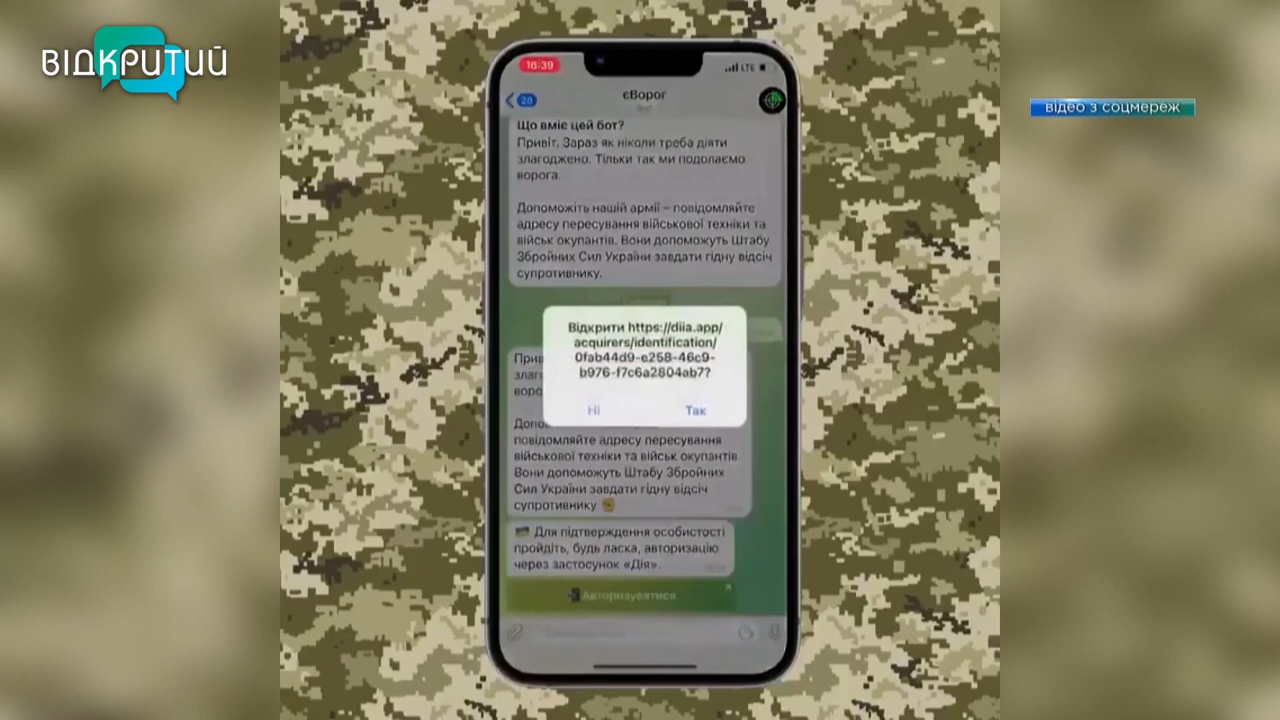 ВІДКРИТИЙ
відео з соцмереж
16:39
LTE
28
єВорог
бот
Що вміє цей бот?
Привіт. Зараз як ніколи треба діяти
злагоджено. Тільки так ми подолаємо
ворога.
Допоможіть нашій армії – повідомляйте
адресу пересування військової техніки та
військ окупантів. Вони допоможуть Штабу
Збройних Сил України завдати гідну відсіч
супротивнику.
Відкрити https://diia.app/
acquirers/identification/
0fab44d9-e258-46c9-
b976-f7c6a2804ab7?
Ні Так
Прив
злаг
воро
Допо
повідомляйте адресу пересування
військової техніки та військ окупантів.
Вони допоможуть Штабу Збройних
Сил України завдати гідну відсіч
супротивнику ✊
🇺🇦 Для підтвердження особистості
пройдіть, будь ласка, авторизацію
через застосунок «Дія».
Авторизуватися